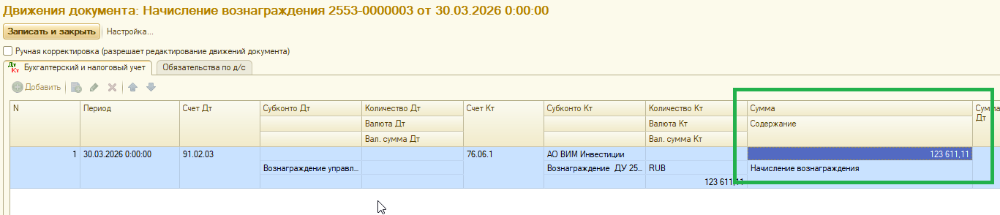 Движения документа: Начисление вознаграждения 2553-0000003 от 30.03.2026 0:00:00
Записать и закрыть Настройка...
Ручная корректировка (разрешает редактирование движений документа)
Дт Кт Бухгалтерский и налоговый учет Обязательства по д/с
Добавить
N Период Счет Дт Субконто Дт Количество Дт Счет Кт Субконто Кт Количество Кт Сумма Сумма Дт
Валюта Дт Валюта Кт Содержание
Вал. сумма Дт Вал. сумма Кт
1 30.03.2026 0:00:00 91.02.03 76.06.1 АО ВИМ Инвестиции 123 611,11
Вознаграждение управл... Вознаграждение ДУ 25... RUB Начисление вознаграждения
123 611,11